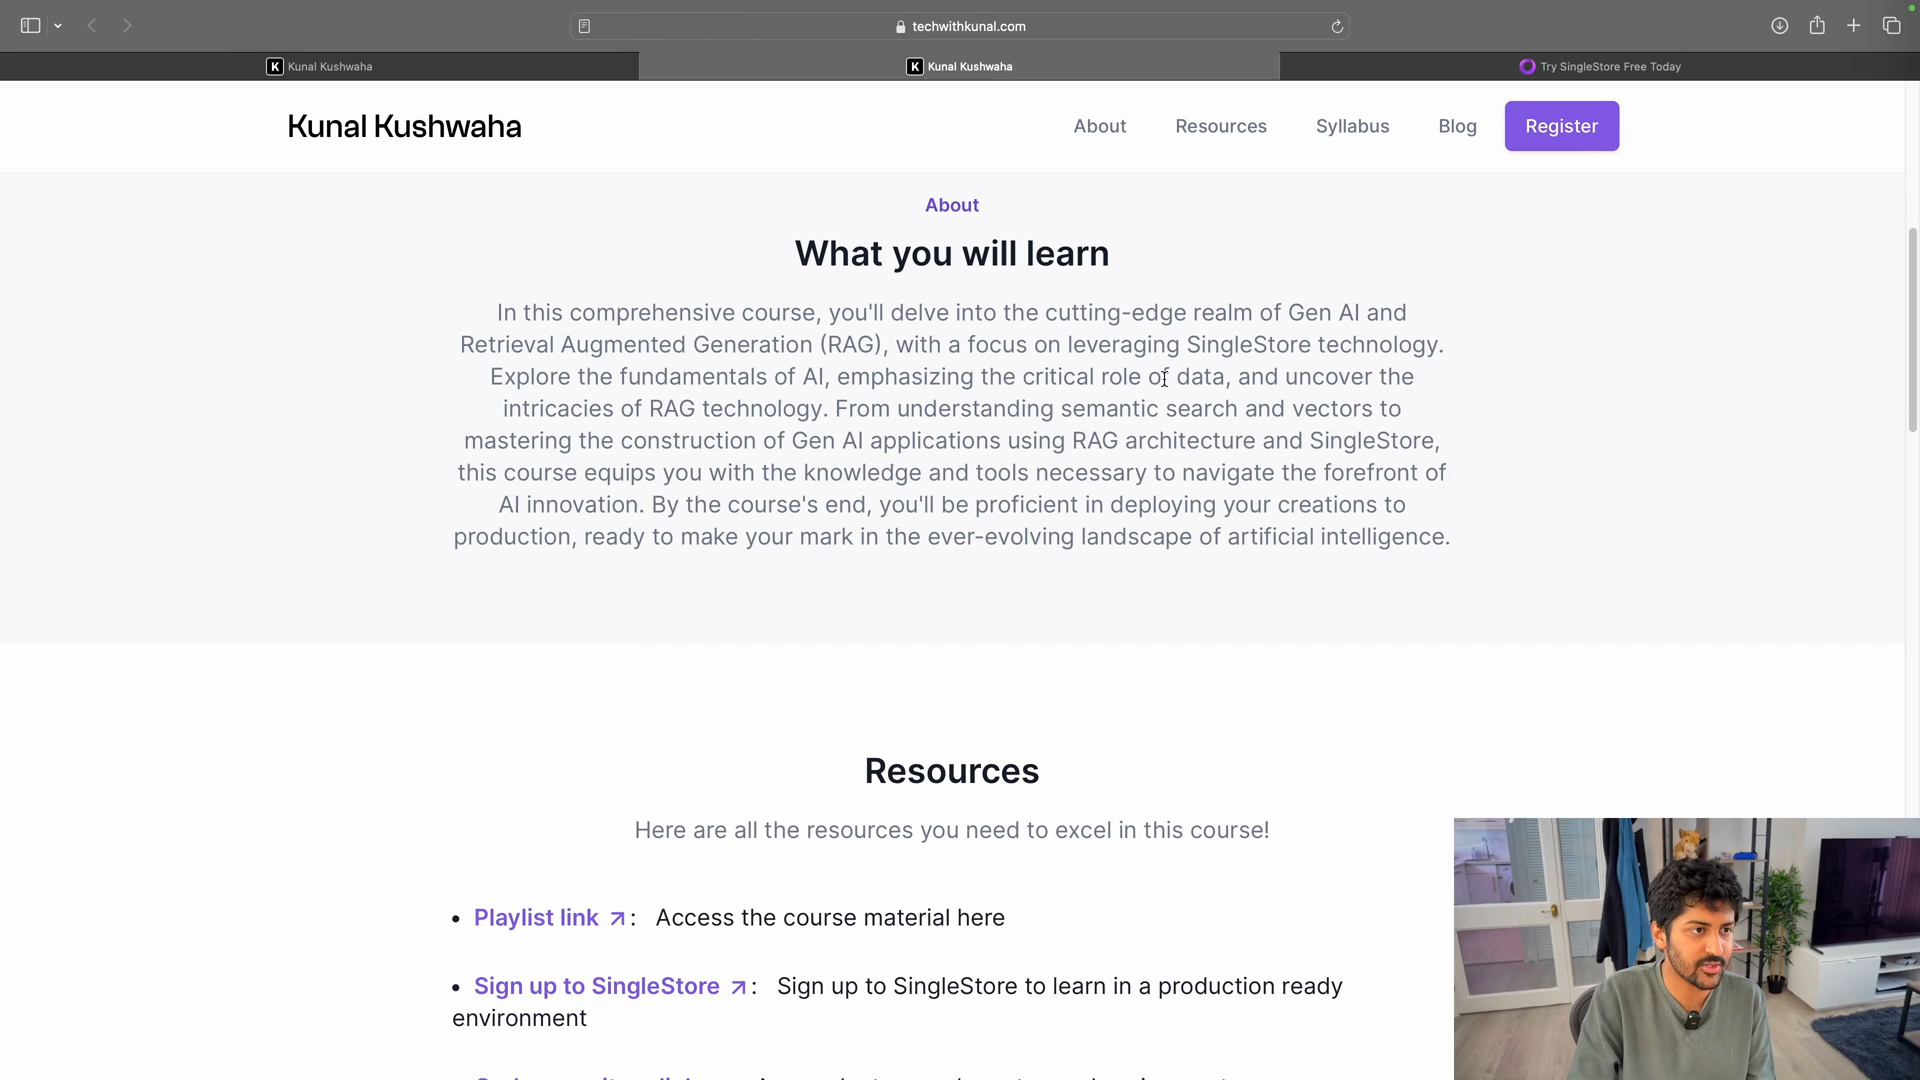 techwithkunal.com
K Kunal Kushwaha
K Kunal Kushwaha
Try SingleStore Free Today
Kunal Kushwaha
About
Resources
Syllabus
Blog
Register
About
What you will learn
In this comprehensive course, you'll delve into the cutting-edge realm of Gen AI and
Retrieval Augmented Generation (RAG), with a focus on leveraging SingleStore technology.
Explore the fundamentals of AI, emphasizing the critical role of data, and uncover the
intricacies of RAG technology. From understanding semantic search and vectors to
mastering the construction of Gen AI applications using RAG architecture and SingleStore,
this course equips you with the knowledge and tools necessary to navigate the forefront of
AI innovation. By the course's end, you'll be proficient in deploying your creations to
production, ready to make your mark in the ever-evolving landscape of artificial intelligence.
Resources
Here are all the resources you need to excel in this course!
• Playlist link ↗: Access the course material here
• Sign up to SingleStore ↗: Sign up to SingleStore to learn in a production ready
environment